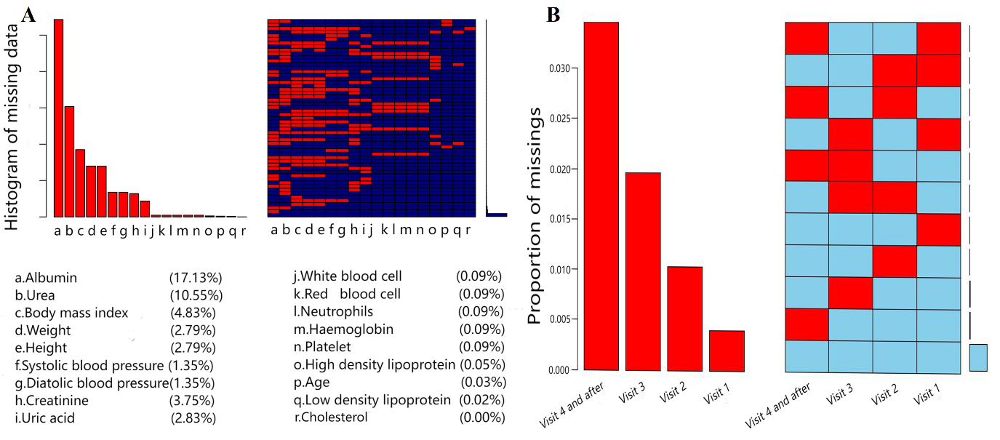 A
Histogram of missing data
a b c d e f g h i j k l m n o p q r
a b c d e f g h i j k l m n o p q r
a.Albumin (17.13%)
b.Urea (10.55%)
c.Body mass index (4.83%)
d.Weight (2.79%)
e.Height (2.79%)
f.Systolic blood pressure (1.35%)
g.Diatolic blood pressure(1.35%)
h.Creatinine (3.75%)
i.Uric acid (2.83%)
j.White blood cell (0.09%)
k.Red blood cell (0.09%)
l.Neutrophils (0.09%)
m.Haemoglobin (0.09%)
n.Platelet (0.09%)
o.High density lipoprotein (0.05%)
p.Age (0.03%)
q.Low density lipoprotein (0.02%)
r.Cholesterol (0.00%)
B
Proportion of missings
0.030
0.025
0.020
0.015
0.010
0.005
0.000
Visit 4 and after
Visit 3
Visit 2
Visit 1
Visit 4 and after
Visit 3
Visit 2
Visit 1